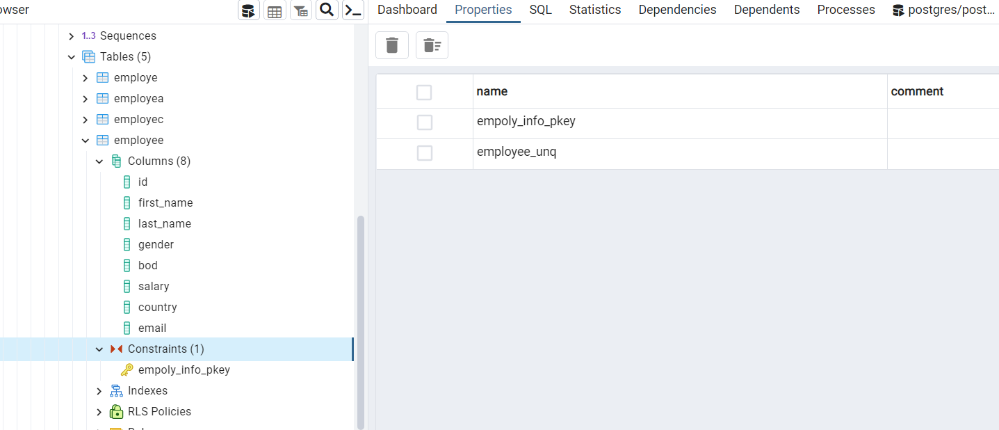 owser
Dashboard Properties SQL Statistics Dependencies Dependents Processes postgres/post...
1..3 Sequences
Tables (5)
employe
employea
employec
employee
Columns (8)
id
first_name
last_name
gender
bod
salary
country
email
Constraints (1)
empoly_info_pkey
Indexes
RLS Policies
name comment
empoly_info_pkey
employee_unq